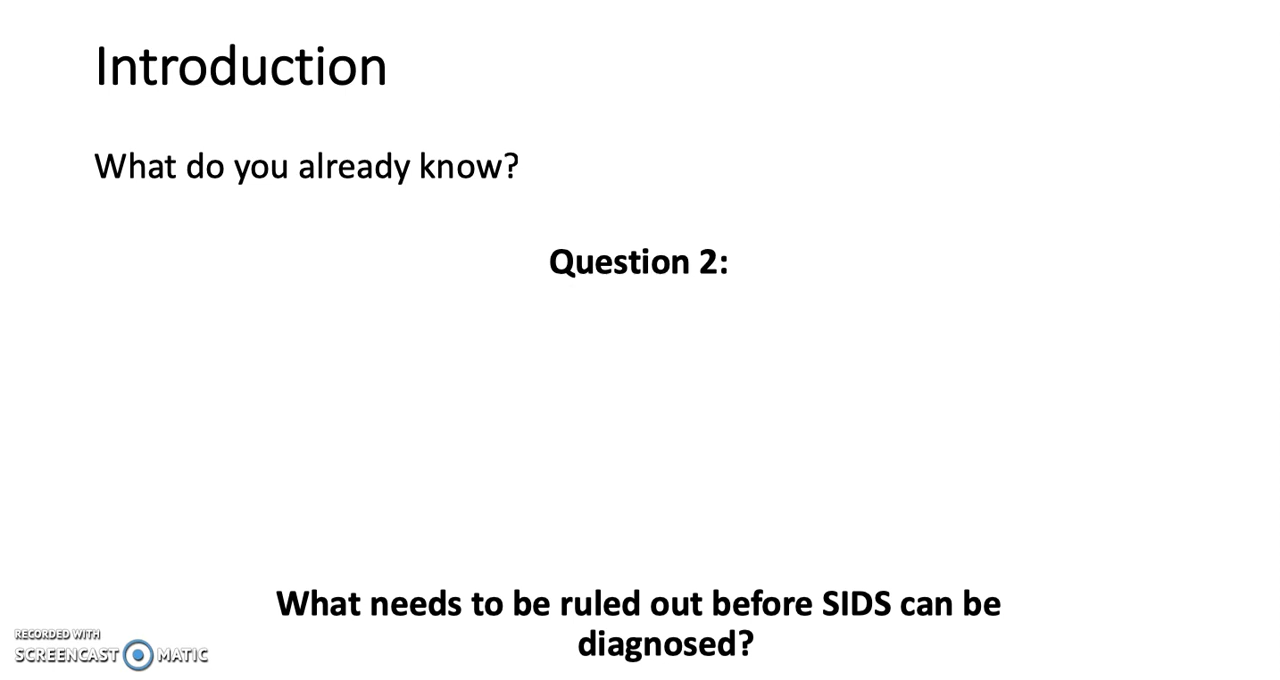 Introduction
What do you already know?
Question 2:
What needs to be ruled out before SIDS can be
diagnosed?
RECORDED WITH
SCREENCAST MATIC